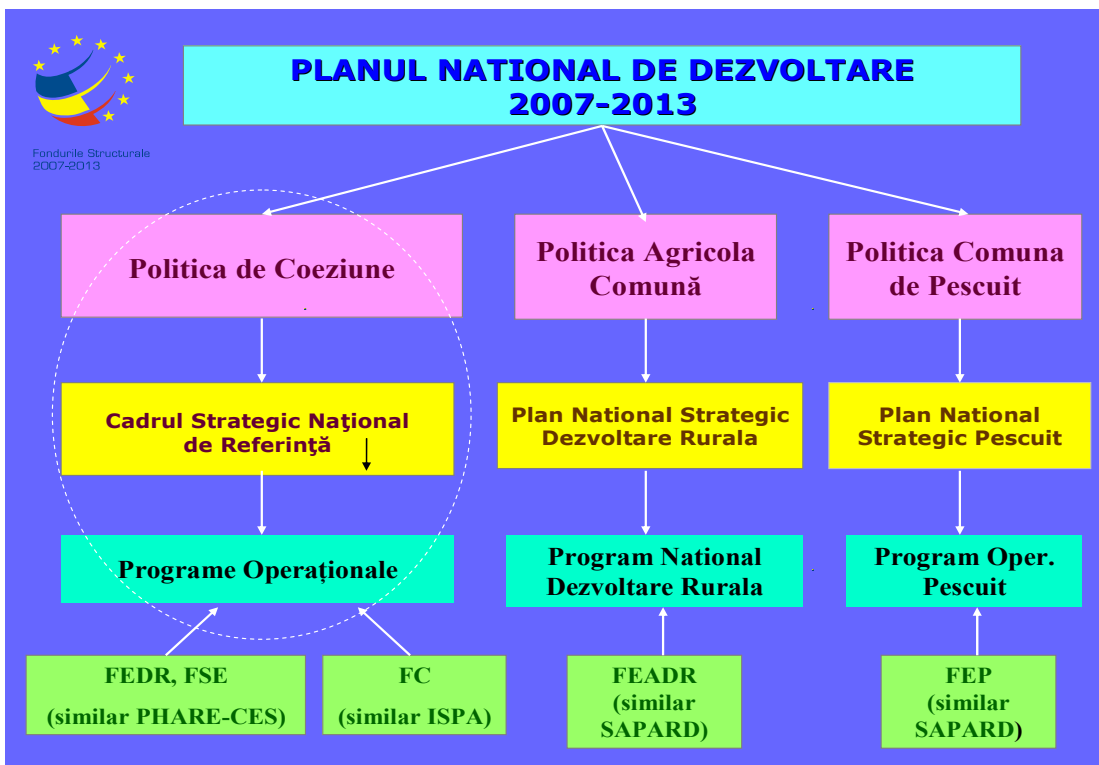 PLANUL NATIONAL DE DEZVOLTARE
2007-2013
Fondurile Structurale
2007-2013
Politica de Coeziune
Politica Agricola
Comună
Politica Comuna
de Pescuit
Cadrul Strategic Naţional
de Referinţă
Plan National Strategic
Dezvoltare Rurala
Plan National
Strategic Pescuit
Programe Operaționale
Program National
Dezvoltare Rurala
Program Oper.
Pescuit
FEDR, FSE
(similar PHARE-CES)
FC
(similar ISPA)
FEADR
(similar
SAPARD)
FEP
(similar
SAPARD)